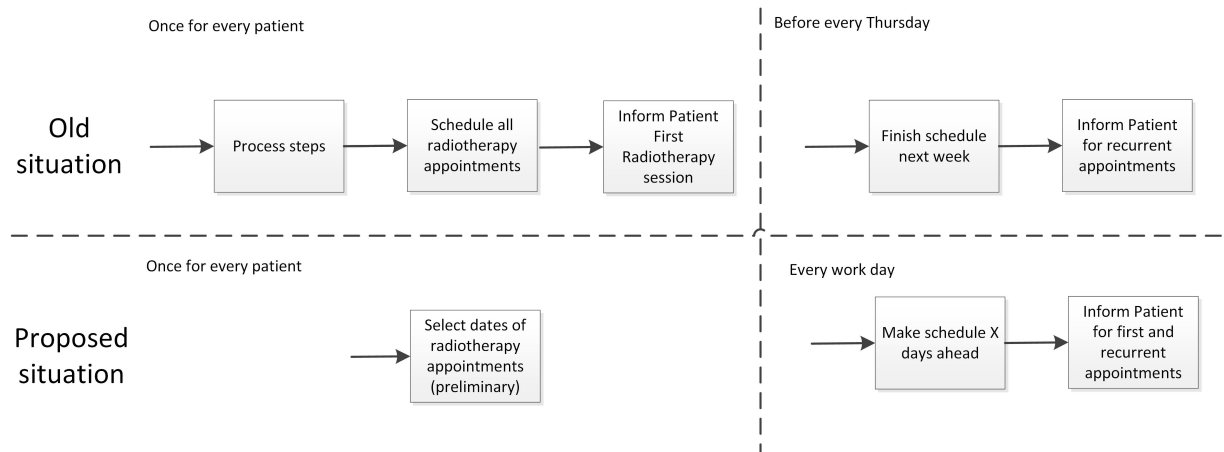 Once for every patient
Before every Thursday
Old
situation
Process steps
Schedule all
radiotherapy
appointments
Inform Patient
First
Radiotherapy
session
Finish schedule
next week
Inform Patient
for recurrent
appointments
Once for every patient
Every work day
Proposed
situation
Select dates of
radiotherapy
appointments
(preliminary)
Make schedule X
days ahead
Inform Patient
for first and
recurrent
appointments